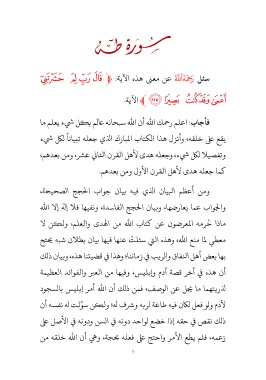 سُورَةُ طه
سئل رَحِمَهُ اللهُ عن معنى هذه الآية: ﴿ قَالَ رَبِّ لِمَ حَشَرْتَنِىٓ
أَعْمَىٰ وَقَدْ كُنتُ بَصِيرًا ﴿١٢٥﴾ ﴾ الآية.
فأجاب: اعلم رحمك الله أن الله سبحانه عالم بكل شيء يعلم ما
يقع على خلقه، وأنزل هذا الكتاب المبارك الذي جعله تبيانًا لكل شيء
وتفصيلًا لكل شيء، وجعله هدى لأهل القرن الثاني عشر، ومن بعدهم،
كما جعله هدى لأهل القرن الأول ومن بعدهم.
ومن أعظم البيان الذي فيه بيان جواب الحجج الصحيحة،
والجواب عما يعارضها، وبيان الحجج الفاسدة، ونفيها فلا إله إلا الله
ماذا حُرمه المعرضون عن كتاب الله من الهدى والعلم، ولكن لا
معطي لما منع الله، وهذه التي سئلت عنها فيها بيان بطلان شبه يحتج
بها بعض أهل النفاق والريب في زماننا، وهذا في قضيتنا هذه، وبيان ذلك
أن هذه في آخر قصة آدم وإبليس، وفيها من العبر والفوائد العظيمة
لذريتهما ما يجل عن الوصف، فمن ذلك أن الله أمر إبليس بالسجود
لآدم ولو فعل لكان فيه طاعة لربه وشرف له، ولكن سوَّلت له نفسه أن
ذلك نقص في حقه إذا خضع لواحد دونه في السن ودونه في الأصل على
زعمه، فلم يطع الأمر واحتج على فعله بحجة، وهي أن الله خلقه من
١